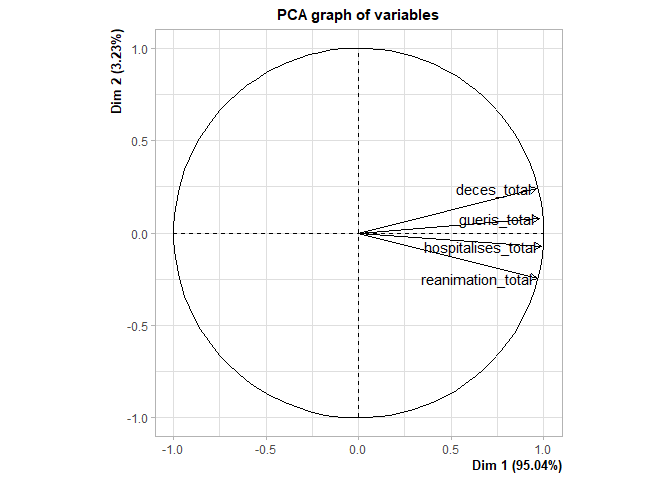 PCA graph of variables
Dim 2 (3.23%)
1.0
0.5
0.0
-0.5
-1.0
deces_total
gueris_total
hospitalises_total
reanimation_total
-1.0
-0.5
0.0
0.5
1.0
Dim 1 (95.04%)